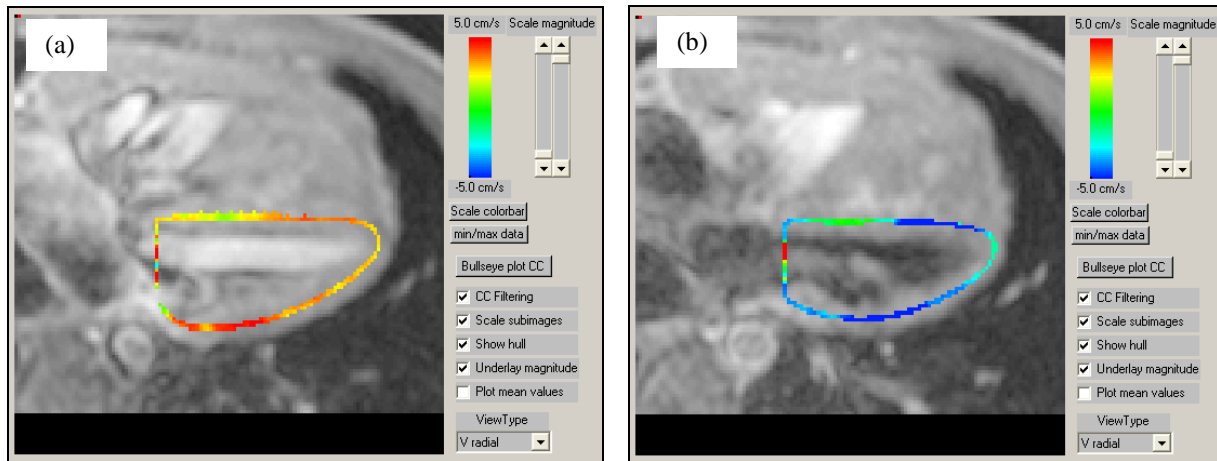 (a)
5.0 cm/s Scale magnitude
-5.0 cm/s
Scale colorbar
min/max data
Bullseye plot CC
CC Filtering
Scale subimages
Show hull
Underlay magnitude
Plot mean values
ViewType
V radial
(b)
5.0 cm/s Scale magnitude
-5.0 cm/s
Scale colorbar
min/max data
Bullseye plot CC
CC Filtering
Scale subimages
Show hull
Underlay magnitude
Plot mean values
ViewType
V radial